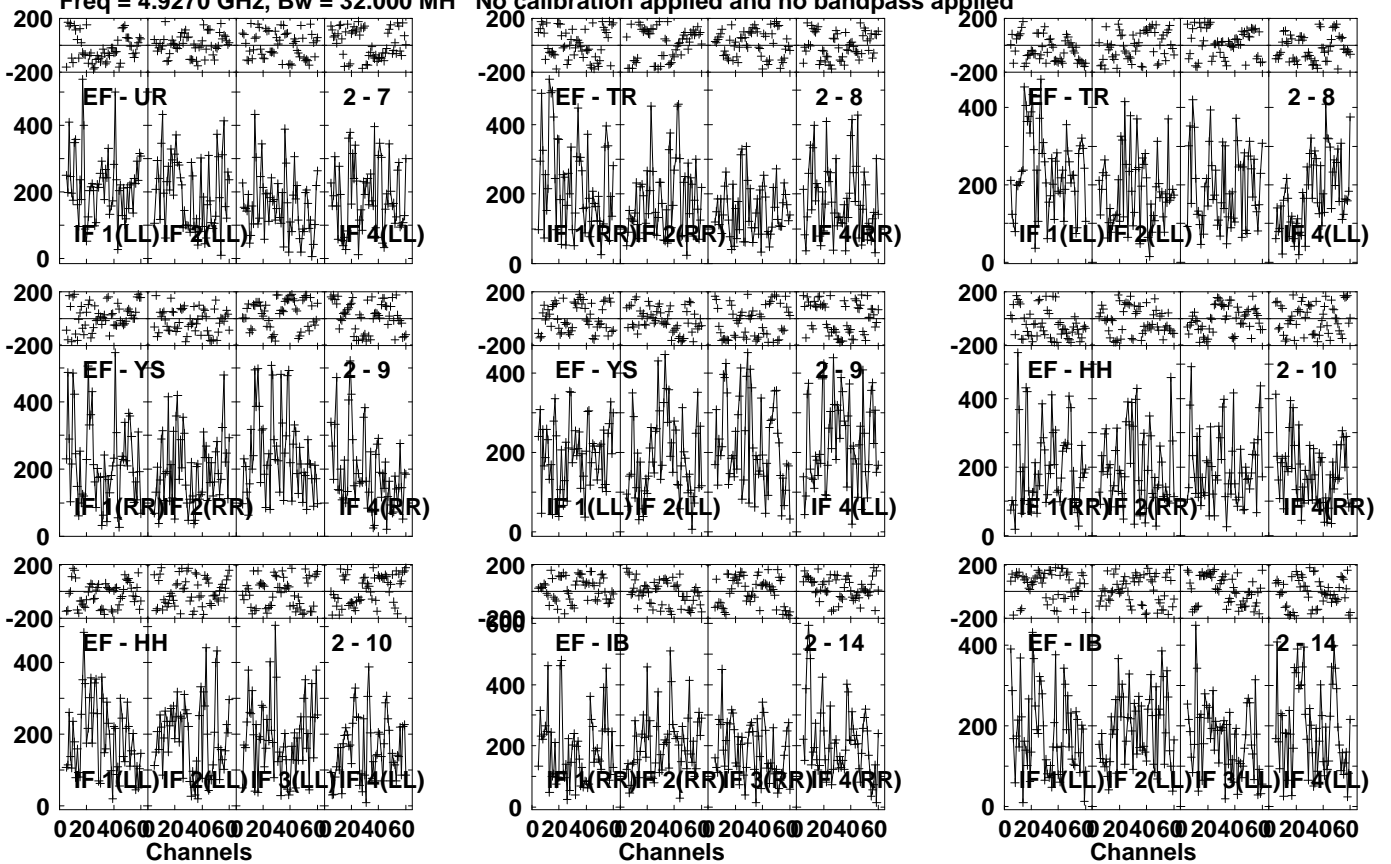 Freq = 4.9270 GHz, Bw = 32.000 MH No calibration applied and no bandpass applied
200
-200
EF - UR 2 - 7
400
200
0
IF 1(LL) IF 2(LL) IF 4(LL)
200
-200
EF - TR 2 - 8
400
200
0
IF 1(RR) IF 2(RR) IF 4(RR)
200
-200
EF - TR 2 - 8
400
200
0
IF 1(LL) IF 2(LL) IF 4(LL)
200
-200
EF - YS 2 - 9
400
200
0
IF 1(RR) IF 2(RR) IF 4(RR)
200
-200
EF - YS 2 - 9
400
200
0
IF 1(LL) IF 2(LL) IF 4(LL)
200
-200
EF - HH 2 - 10
400
200
0
IF 1(RR) IF 2(RR) IF 4(RR)
200
-200
EF - HH 2 - 10
400
200
0
IF 1(LL) IF 2(LL) IF 3(LL) IF 4(LL)
0 20 40 60 0 20 40 60 0 20 40 60 0 20 40 60
Channels
200
-200
600
EF - IB 2 - 14
400
200
0
IF 1(RR) IF 2(RR) IF 3(RR) IF 4(RR)
0 20 40 60 0 20 40 60 0 20 40 60 0 20 40 60
Channels
200
-200
EF - IB 2 - 14
400
200
0
IF 1(LL) IF 2(LL) IF 3(LL) IF 4(LL)
0 20 40 60 0 20 40 60 0 20 40 60 0 20 40 60
Channels